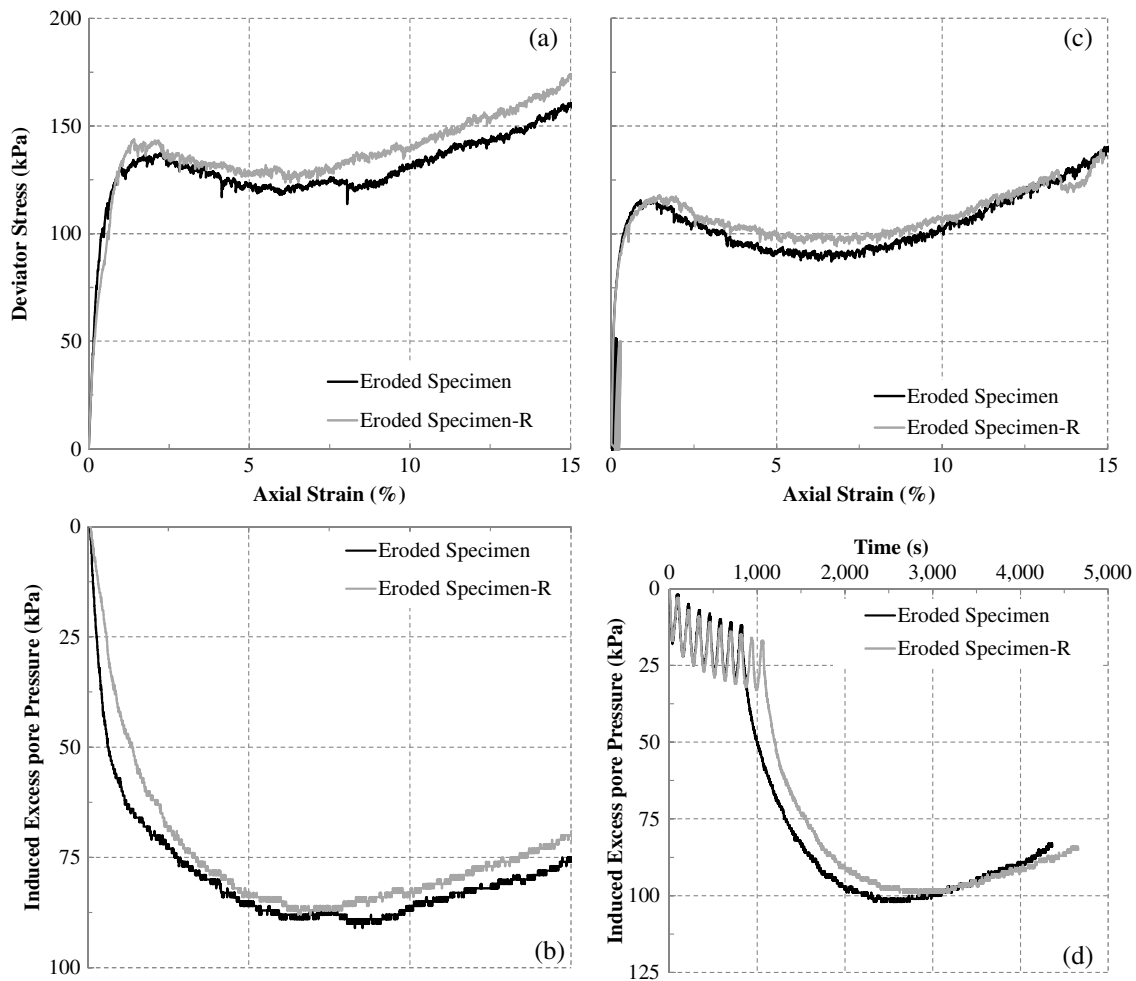 200
150
100
50
0
Deviator Stress (kPa)
(a)
Eroded Specimen
Eroded Specimen-R
0 5 10 15
Axial Strain (%)
(c)
Eroded Specimen
Eroded Specimen-R
0 5 10 15
Axial Strain (%)
0
25
50
75
100
Induced Excess pore Pressure (kPa)
Eroded Specimen
Eroded Specimen-R
(b)
Time (s)
0 1,000 2,000 3,000 4,000 5,000
0
25
50
75
100
125
Induced Excess pore Pressure (kPa)
Eroded Specimen
Eroded Specimen-R
(d)